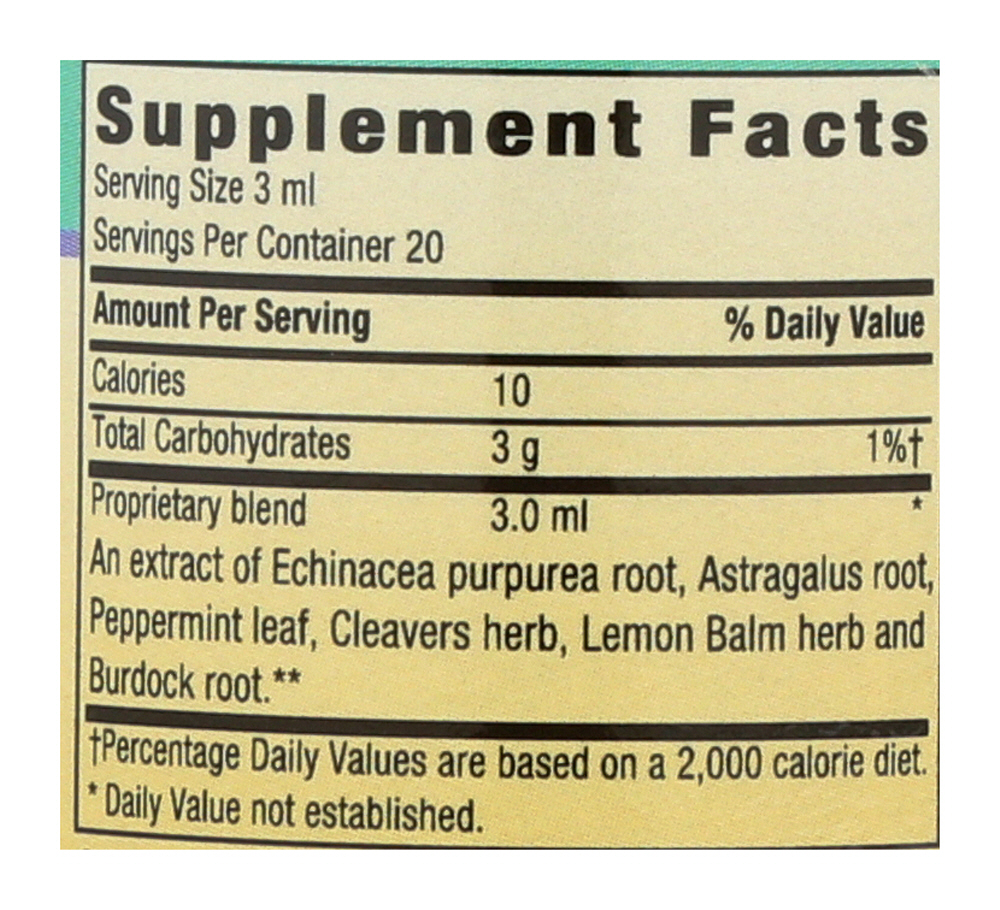 Supplement Facts
Serving Size 3 ml
Servings Per Container 20
Amount Per Serving % Daily Value
Calories 10
Total Carbohydrates 3 g 1%†
Proprietary blend 3.0 ml *
An extract of Echinacea purpurea root, Astragalus root,
Peppermint leaf, Cleavers herb, Lemon Balm herb and
Burdock root.**
†Percentage Daily Values are based on a 2,000 calorie diet.
* Daily Value not established.